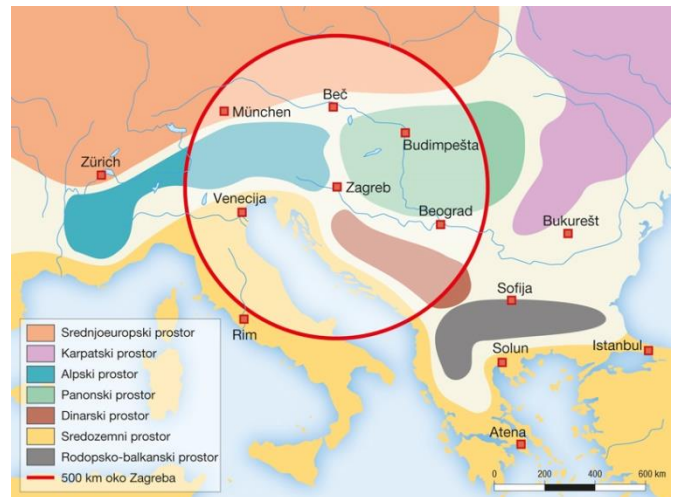 Beč
München
Budimpešta
Zürich
Zagreb
Venecija
Beograd
Bukurešt
Sofija
Rim
Solun
Istanbul
Atena
Srednjoeuropski prostor
Karpatski prostor
Alpski prostor
Panonski prostor
Dinarski prostor
Sredozemni prostor
Rodopsko-balkanski prostor
500 km oko Zagreba
0 200 400 600 km